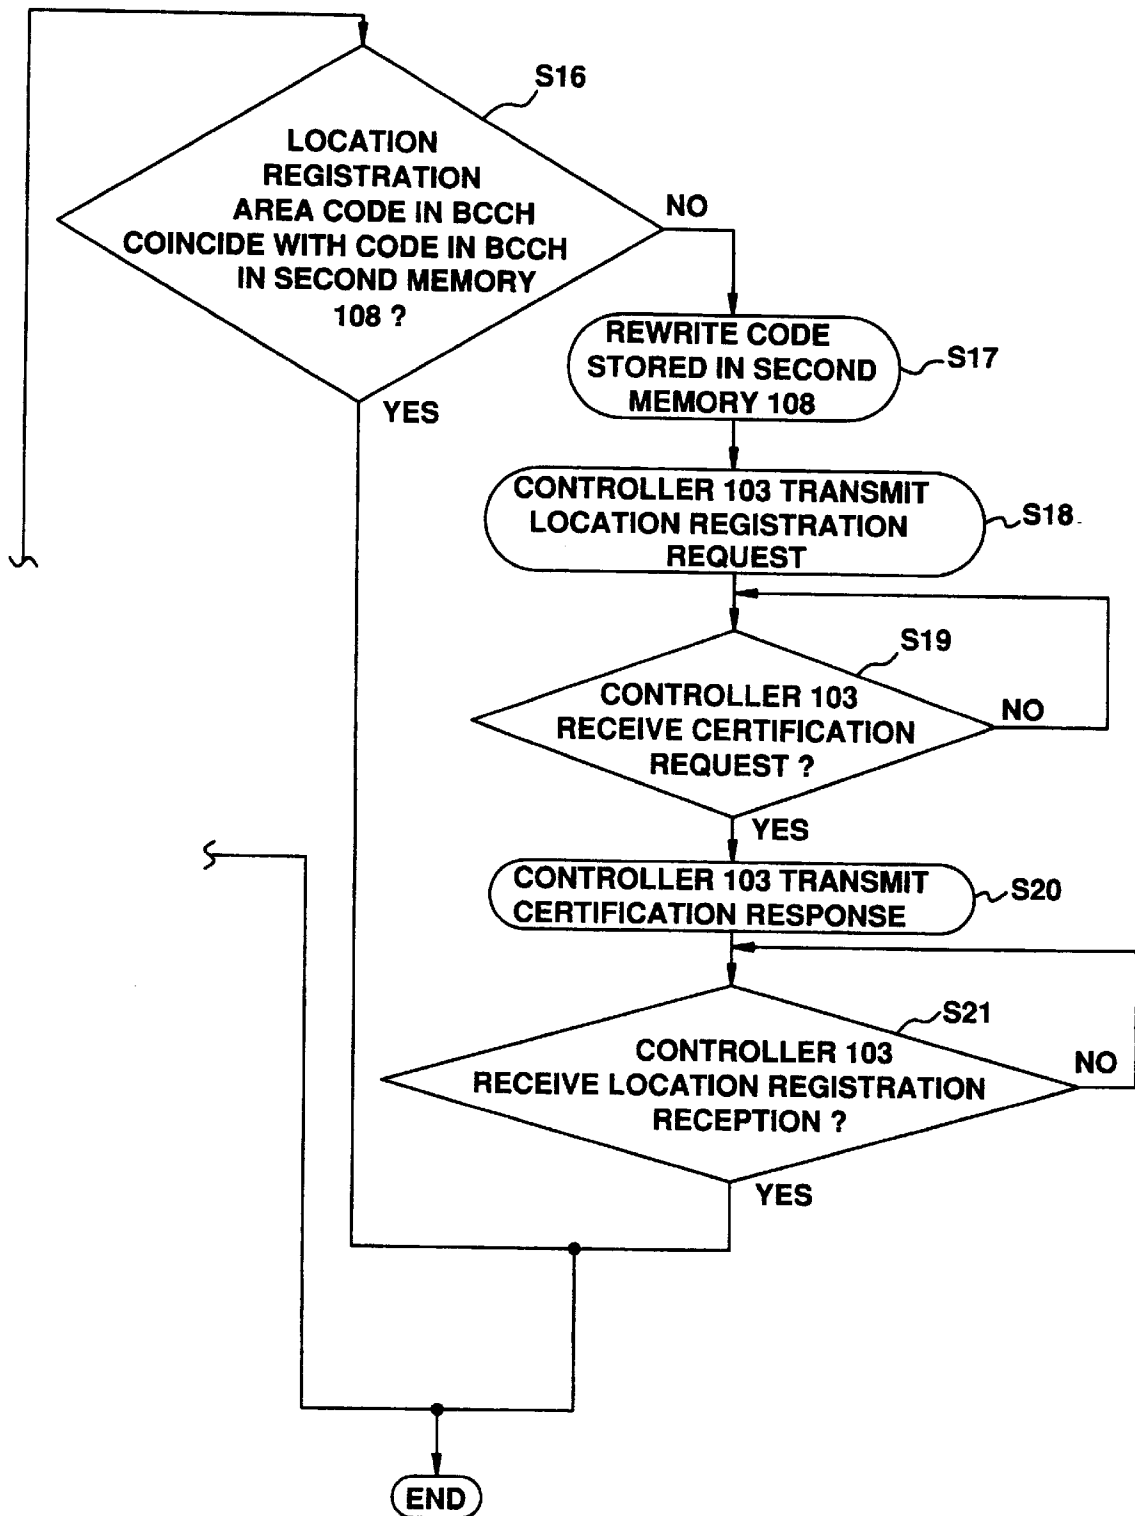 S16
LOCATION
REGISTRATION
AREA CODE IN BCCH
COINCIDE WITH CODE IN BCCH
IN SECOND MEMORY
108 ?
NO
YES
REWRITE CODE
STORED IN SECOND
MEMORY 108
S17
CONTROLLER 103 TRANSMIT
LOCATION REGISTRATION
REQUEST
S18
S19
CONTROLLER 103
RECEIVE CERTIFICATION
REQUEST ?
NO
YES
CONTROLLER 103 TRANSMIT
CERTIFICATION RESPONSE
S20
S21
CONTROLLER 103
RECEIVE LOCATION REGISTRATION
RECEPTION ?
NO
YES
END